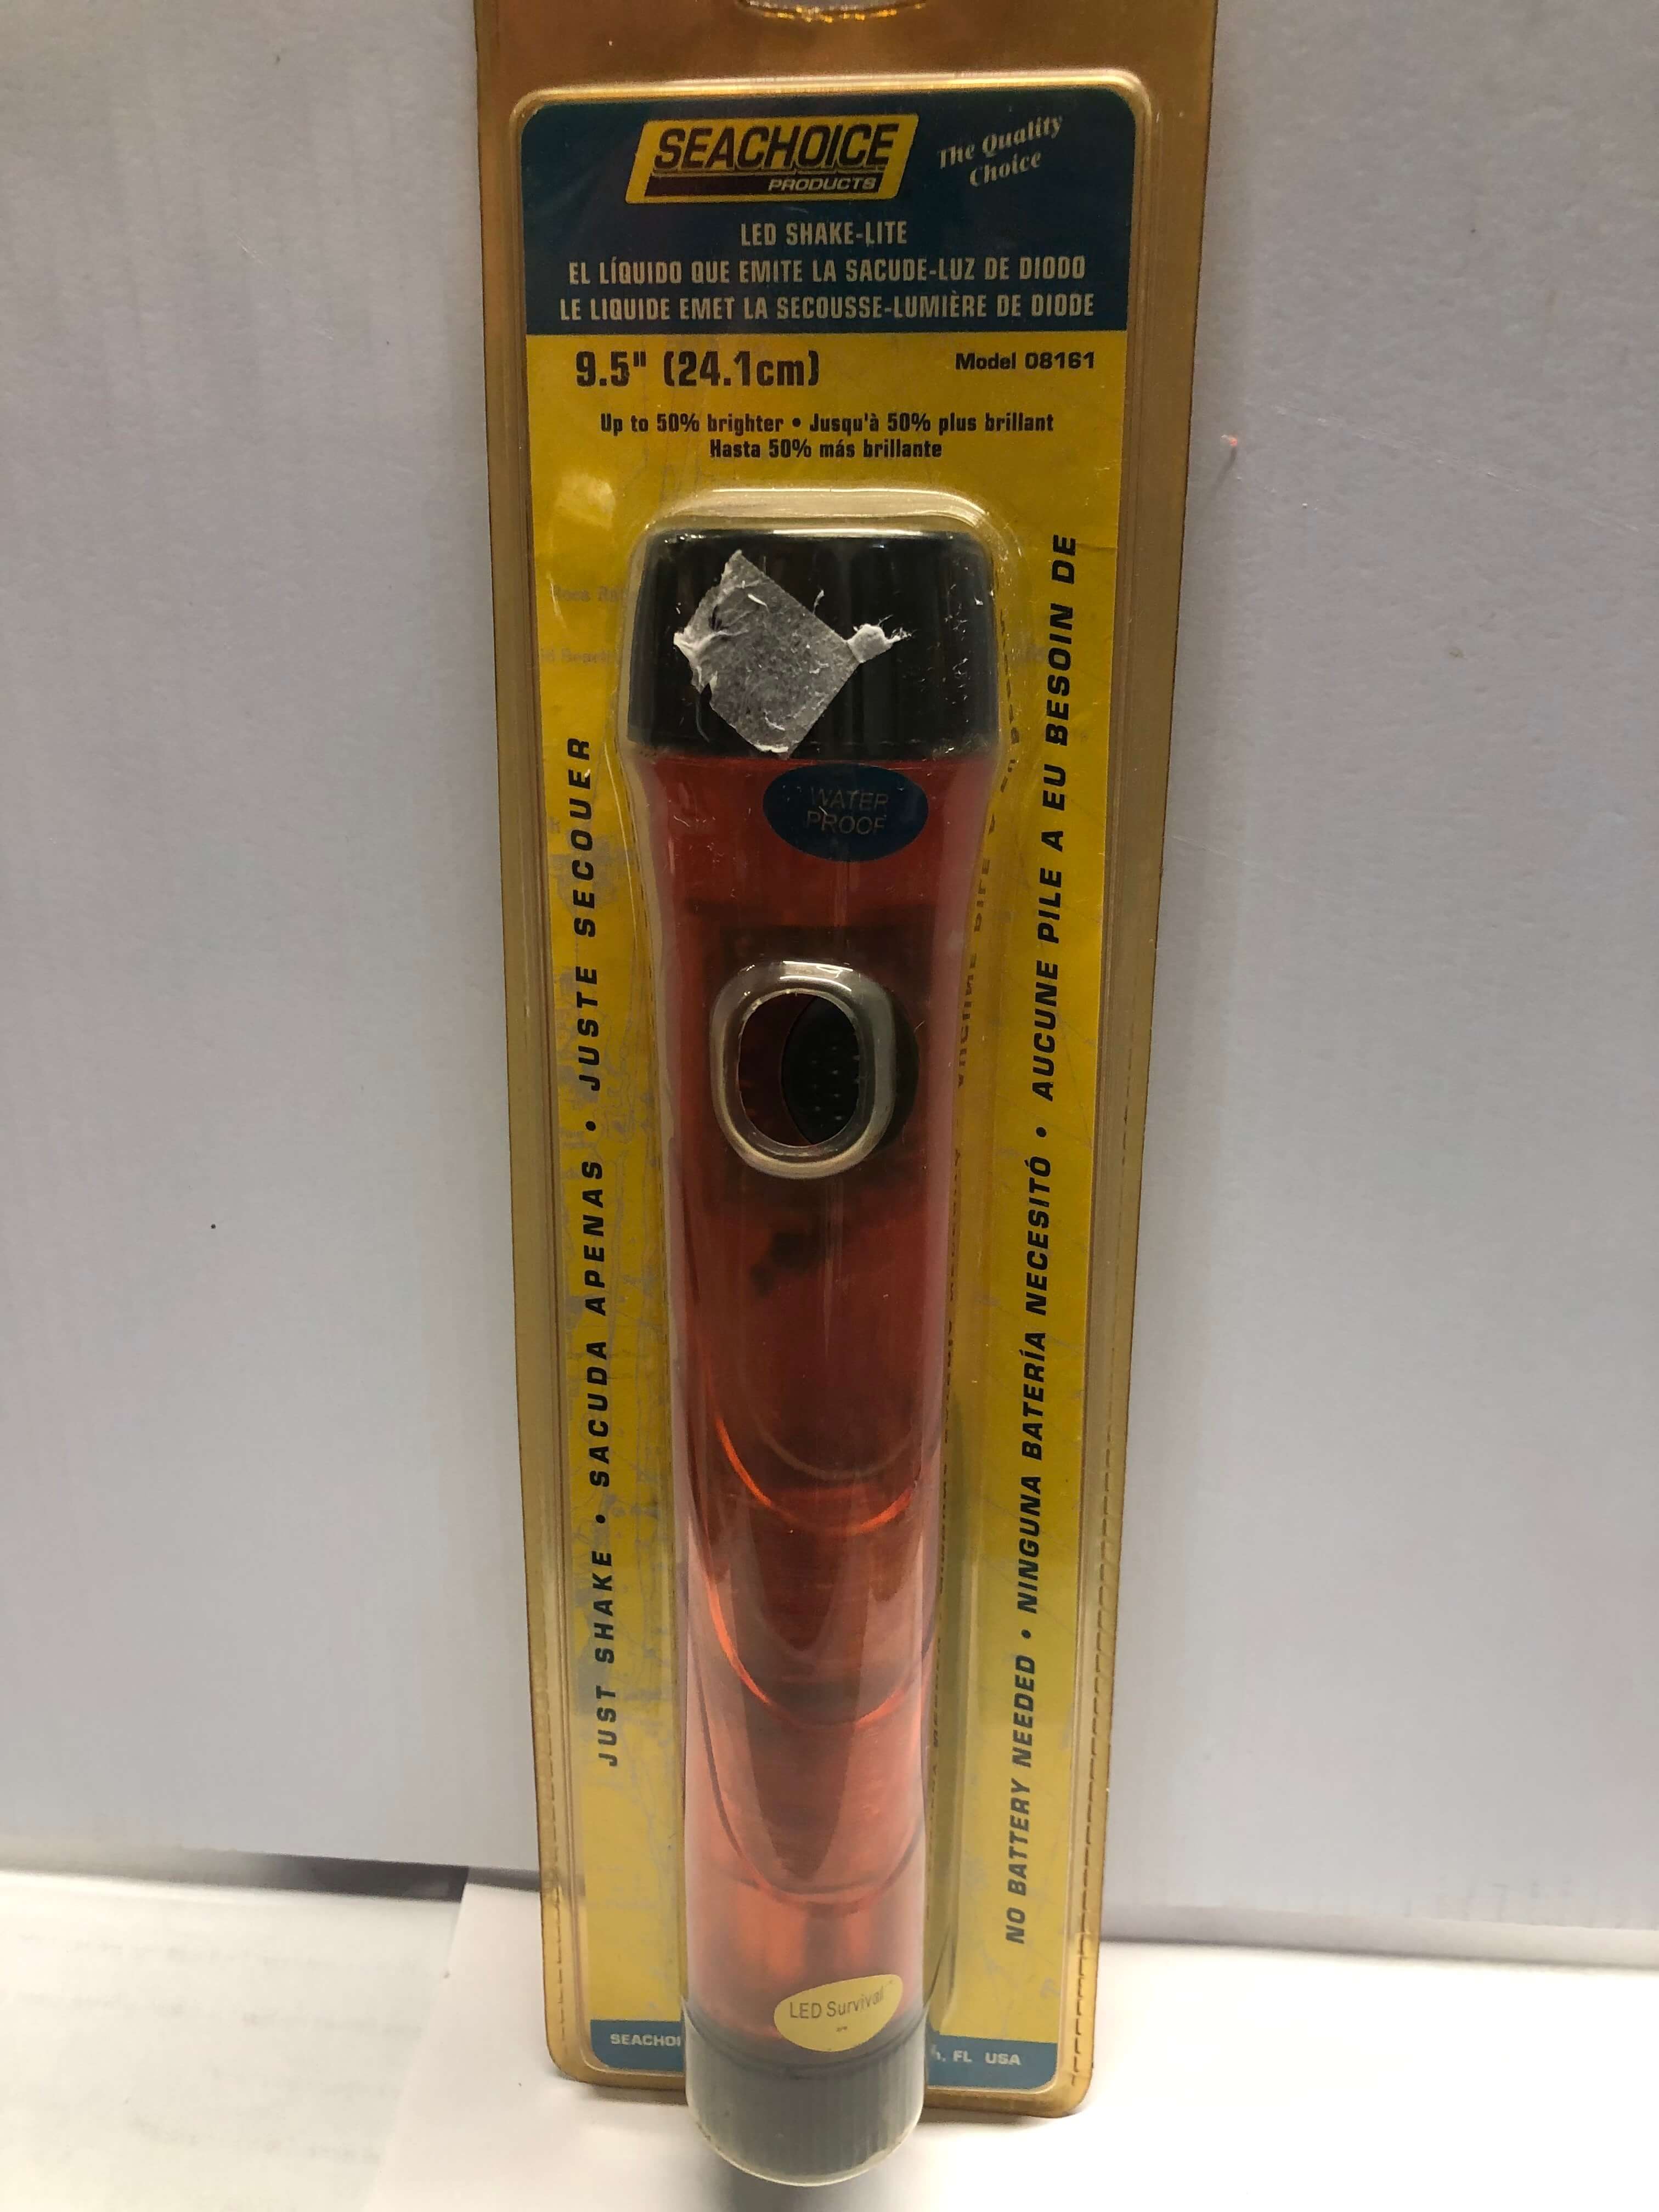 SEACHOICE
PRODUCTS
The Quality
Choice
LED SHAKE-LITE
EL LÍQUIDO QUE EMITE LA SACUDE-LUZ DE DIODO
LE LIQUIDE EMET LA SECOUSSE-LUMIÈRE DE DIODE
9.5" (24.1cm)
Model 08161
Up to 50% brighter • Jusqu'à 50% plus brillant
Hasta 50% más brillante
WATER
PROOF
JUST SHAKE • SACUDA APENAS • JUSTE SECOUER
NO BATTERY NEEDED • NINGUNA BATERÍA NECESITÓ • AUCUNE PILE A EU BESOIN DE
LED Survival
FL USA